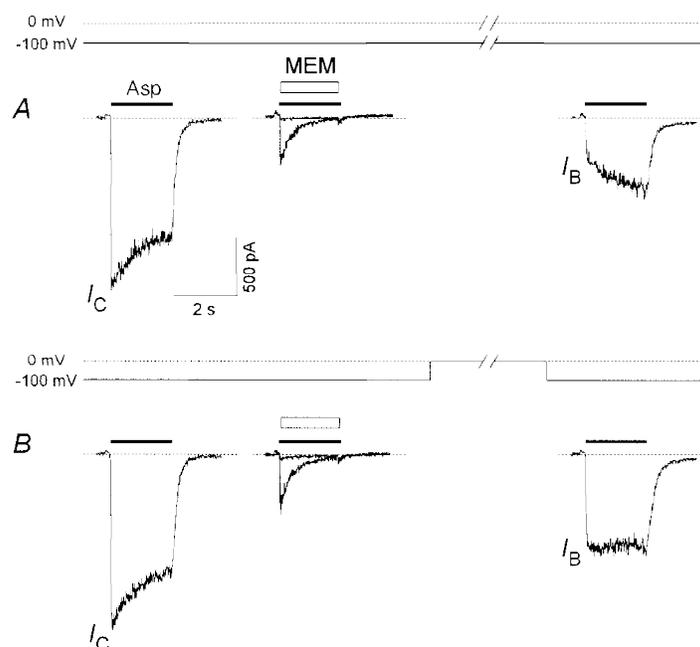 0 mV
-100 mV
MEM
Asp
A
I_B
500 pA
I_C
2 s
0 mV
-100 mV
B
I_B
I_C